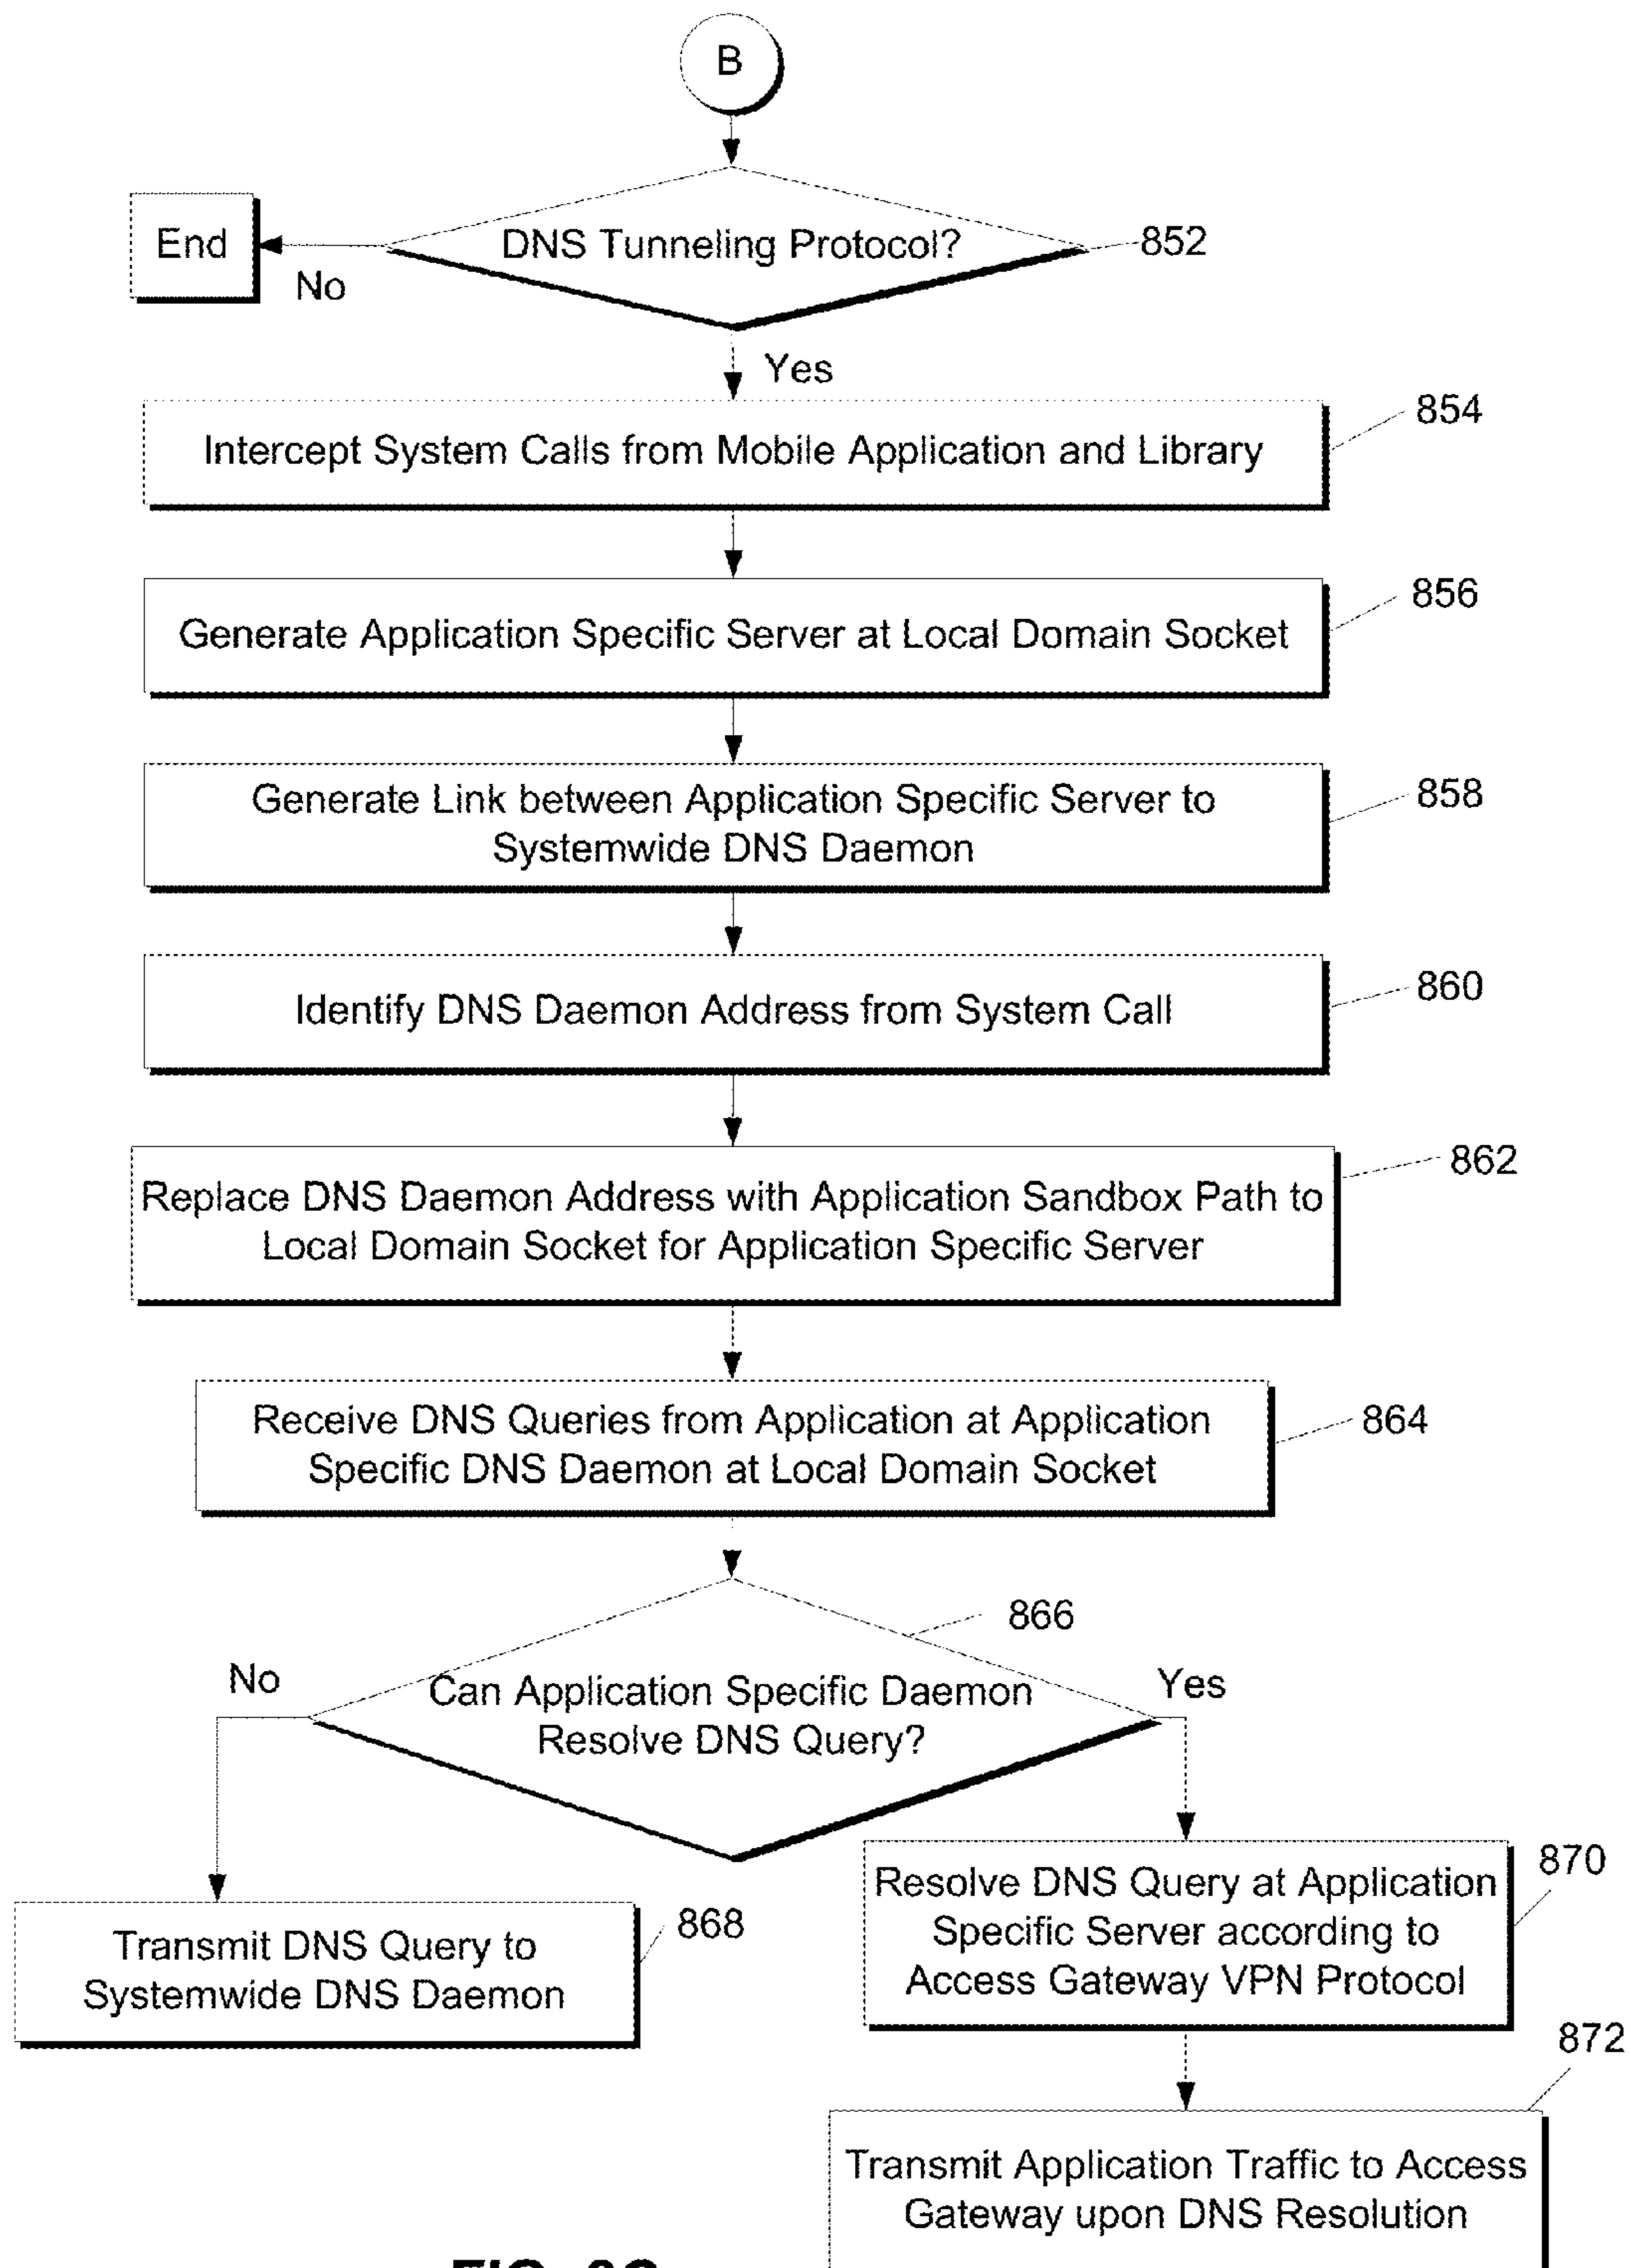 B
DNS Tunneling Protocol?
852
End
No
Yes
854
Intercept System Calls from Mobile Application and Library
856
Generate Application Specific Server at Local Domain Socket
858
Generate Link between Application Specific Server to
Systemwide DNS Daemon
860
Identify DNS Daemon Address from System Call
862
Replace DNS Daemon Address with Application Sandbox Path to
Local Domain Socket for Application Specific Server
864
Receive DNS Queries from Application at Application
Specific DNS Daemon at Local Domain Socket
866
No
Yes
Can Application Specific Daemon
Resolve DNS Query?
870
Resolve DNS Query at Application
Specific Server according to
Access Gateway VPN Protocol
868
Transmit DNS Query to
Systemwide DNS Daemon
872
Transmit Application Traffic to Access
Gateway upon DNS Resolution
FIG.